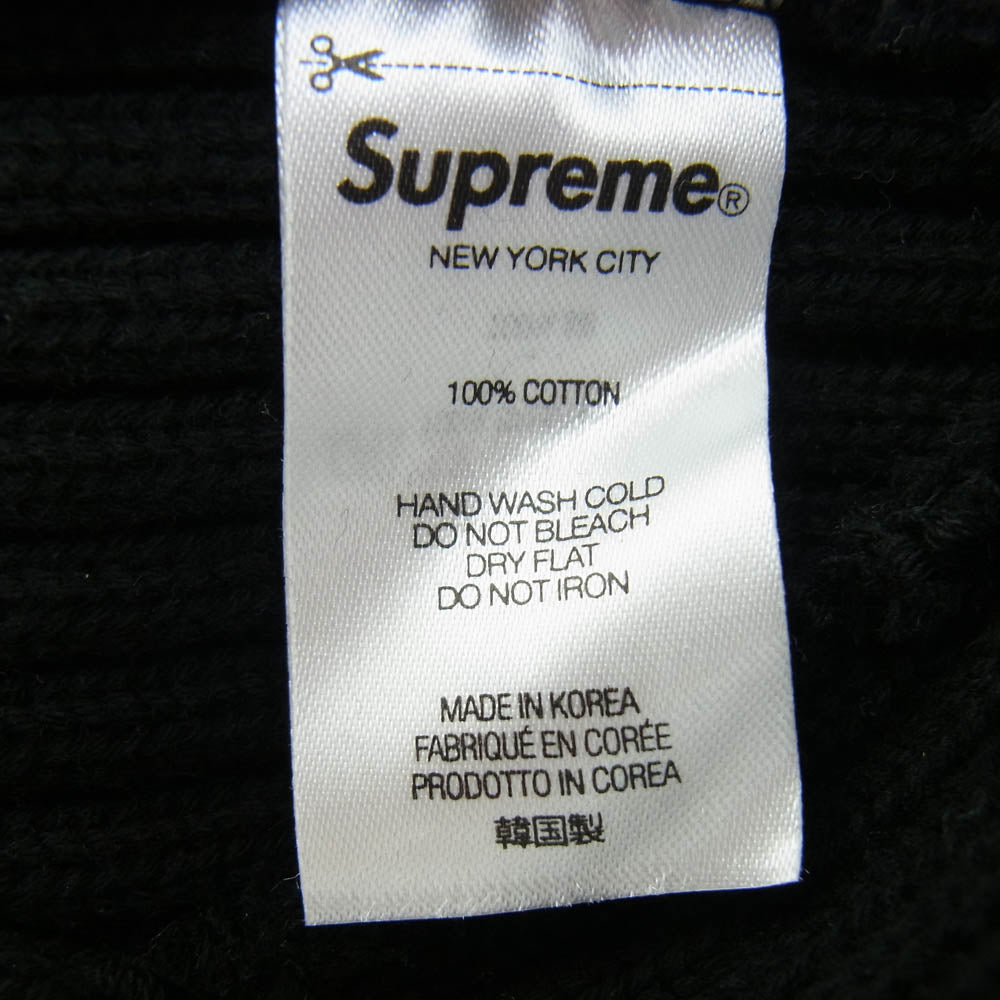 Supreme®
NEW YORK CITY
100% COTTON
HAND WASH COLD
DO NOT BLEACH
DRY FLAT
DO NOT IRON
MADE IN KOREA
FABRIQUÉ EN CORÉE
PRODOTTO IN COREA
韓国製